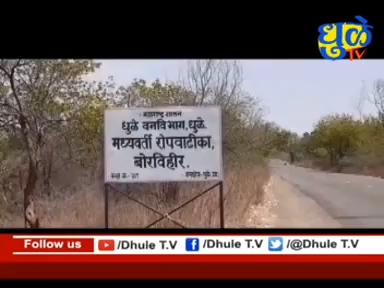 धुळे
TV
महाराष्ट्र शासन
धुळे वनविभाग, धुळे.
मध्यवर्ती रोपवाटीका,
बोरविहीर.
Follow us
Dhule T.V
Dhule T.V
@Dhule T.V